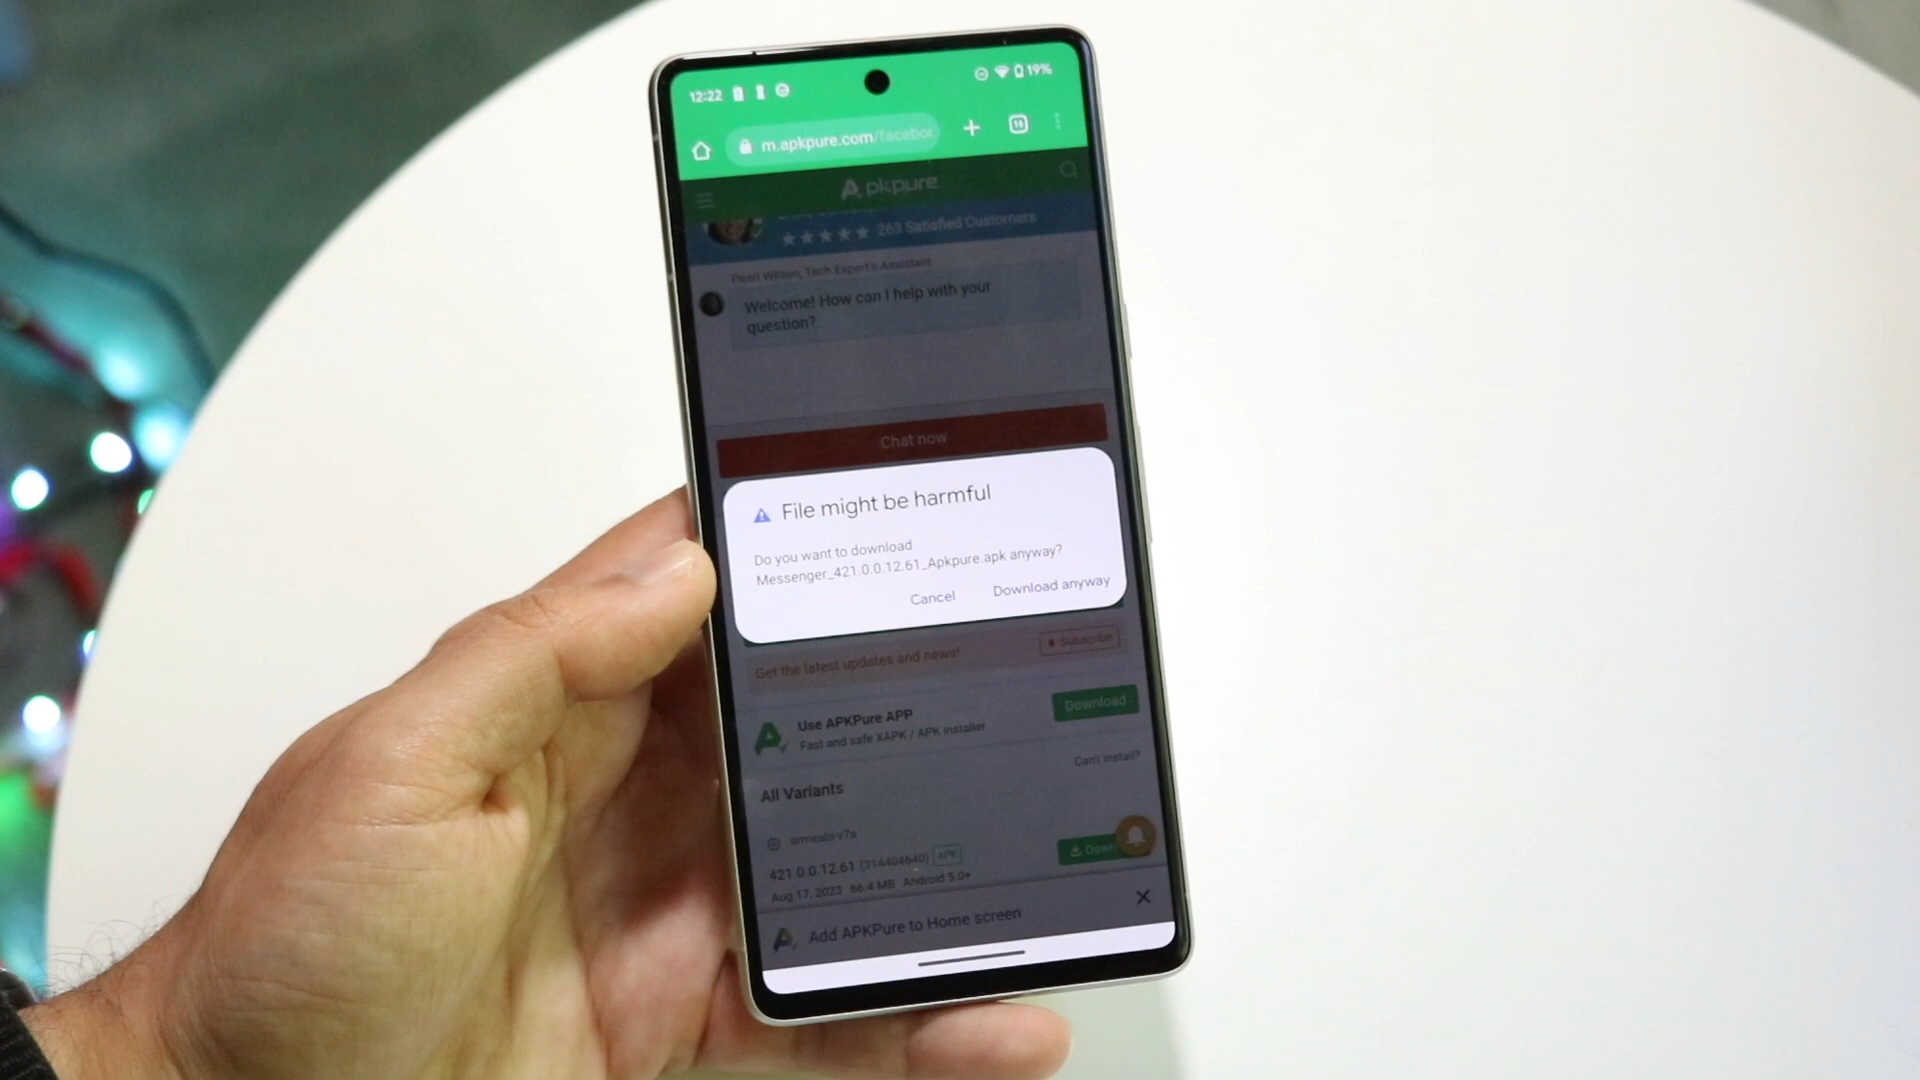 12:22
19%
m.apkpure.com/faceboo
16
Apkpure
263 Satisfied Customers
Pearl Wilson, Tech Expert's Assistant
Welcome! How can I help with your
question?
Chat now
File might be harmful
Do you want to download
Messenger_421.0.0.12.61_Apkpure.apk anyway?
Cancel
Download anyway
Get the latest updates and news!
Subscribe
Use APKPure APP
Fast and safe XAPK / APK installer
Download
Can't install?
All Variants
armeabi-v7a
421.0.0.12.61 (314404640) APK
Aug 17, 2023 66.4 MB Android 5.0+
Down
Add APKPure to Home screen